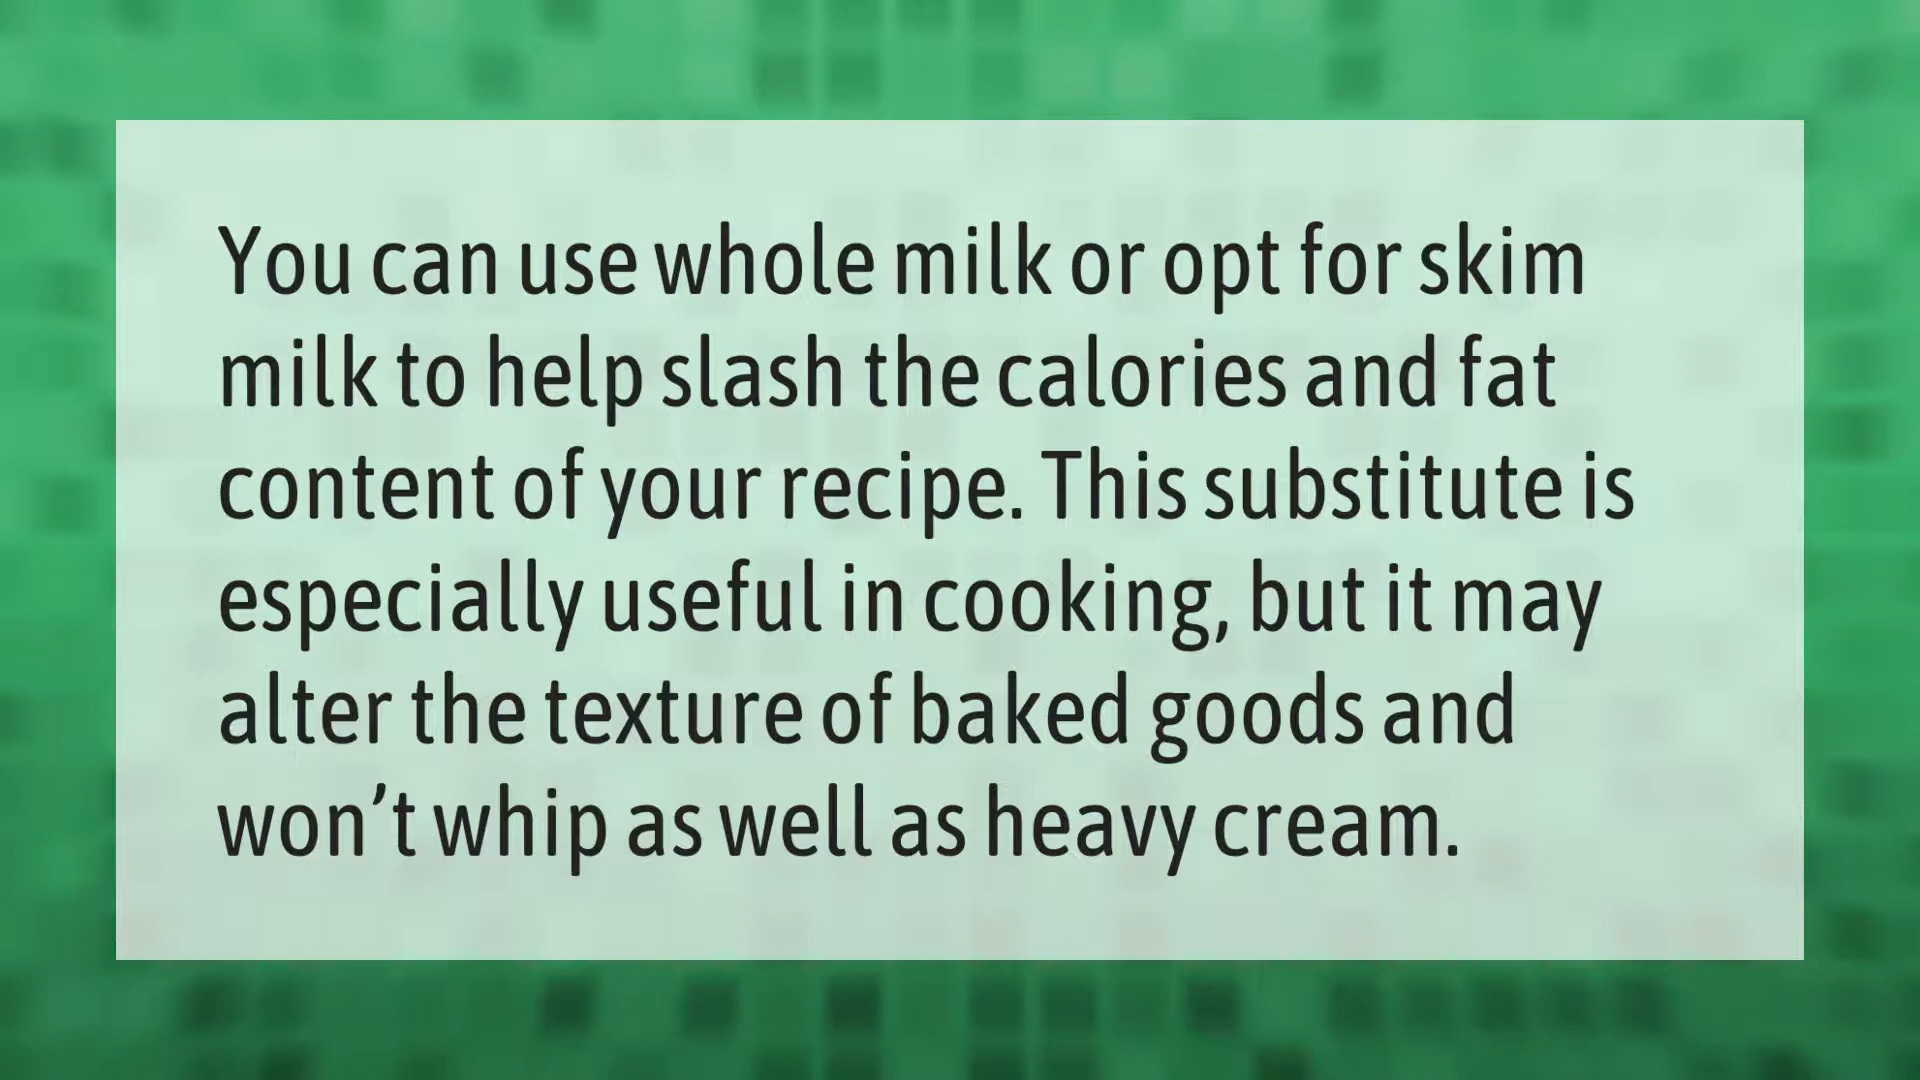 You can use whole milk or opt for skim
milk to help slash the calories and fat
content of your recipe. This substitute is
especially useful in cooking, but it may
alter the texture of baked goods and
won’t whip as well as heavy cream.